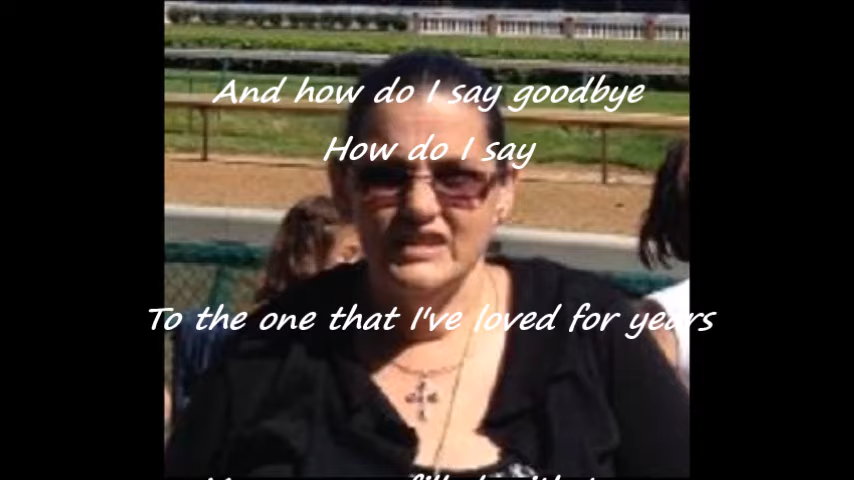 And how do I say goodbye
How do I say
To the one that I've loved for years